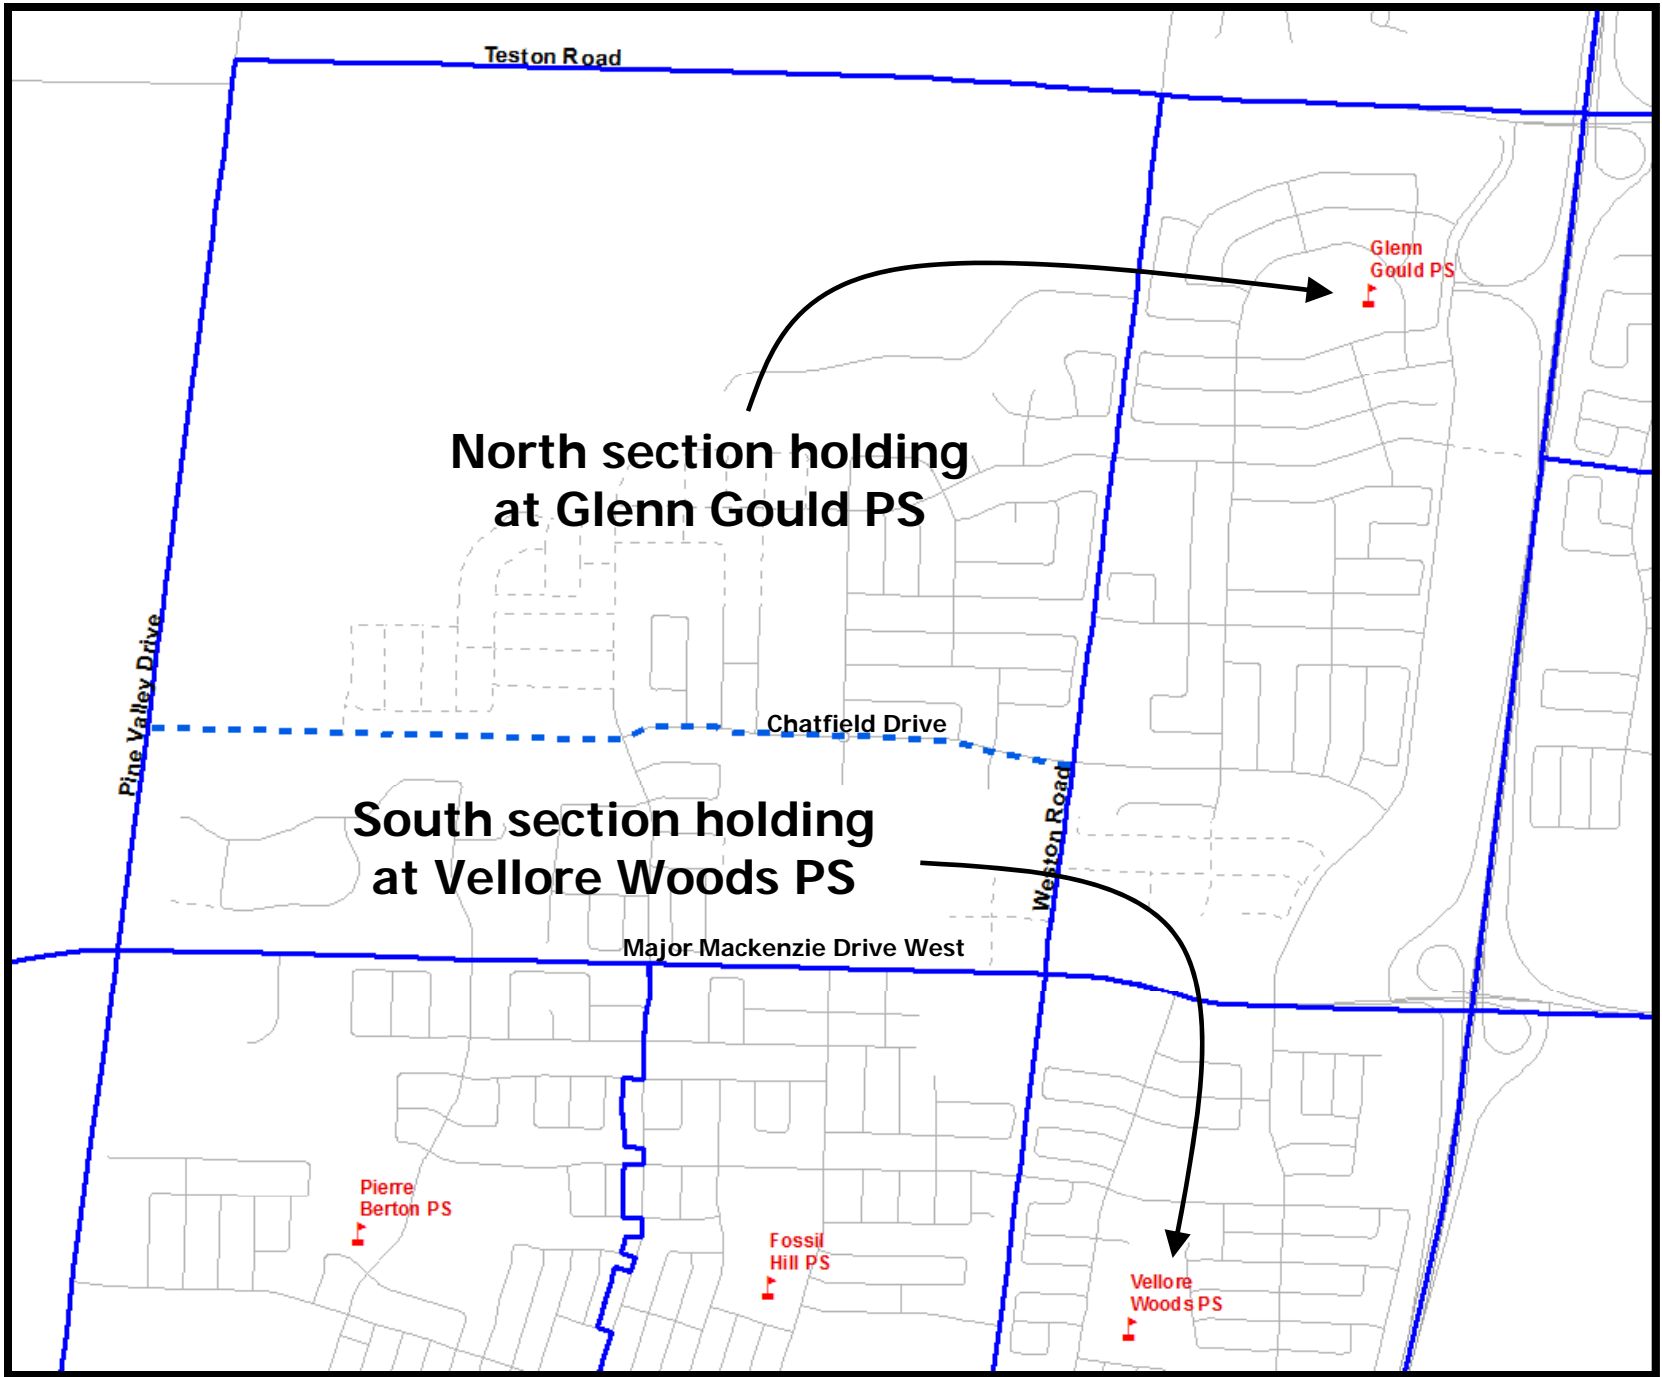 Teston Road
Glenn
Gould PS
North section holding
at Glenn Gould PS
Pine Valley Drive
Chatfield Drive
Weston Road
South section holding
at Vellore Woods PS
Major Mackenzie Drive West
Pierre
Berton PS
Fossil
Hill PS
Vellore
Woods PS